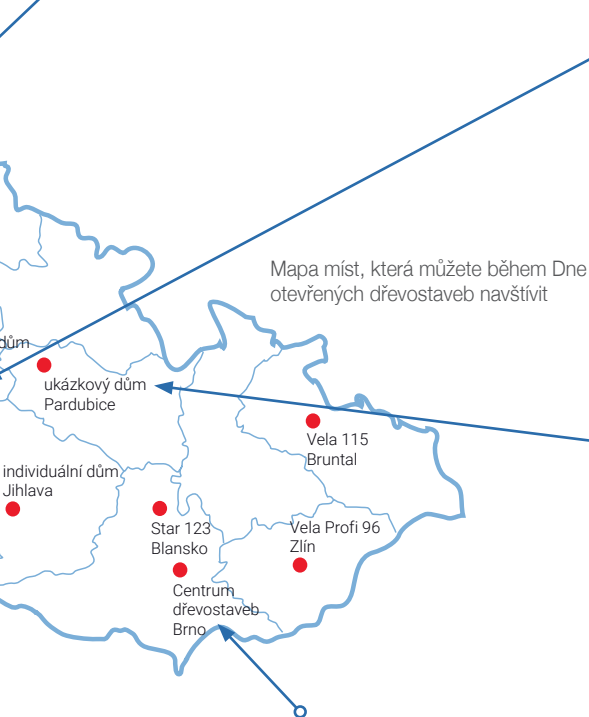 Mapa míst, která můžete během Dne
otevřených dřevostaveb navštívit
dům
ukázkový dům
Pardubice
Vela 115
Bruntal
individuální dům
Jihlava
Star 123
Blansko
Vela Profi 96
Zlín
Centrum
dřevostaveb
Brno